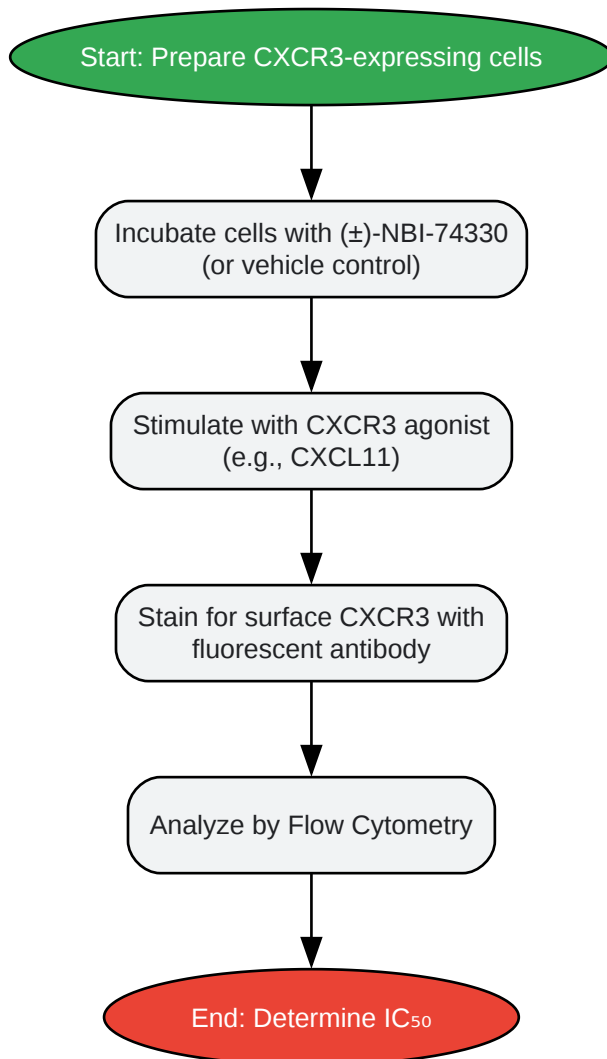 Start: Prepare CXCR3-expressing cells
Incubate cells with (±)-NBI-74330
(or vehicle control)
Stimulate with CXCR3 agonist
(e.g., CXCL11)
Stain for surface CXCR3 with
fluorescent antibody
Analyze by Flow Cytometry
End: Determine IC₅₀